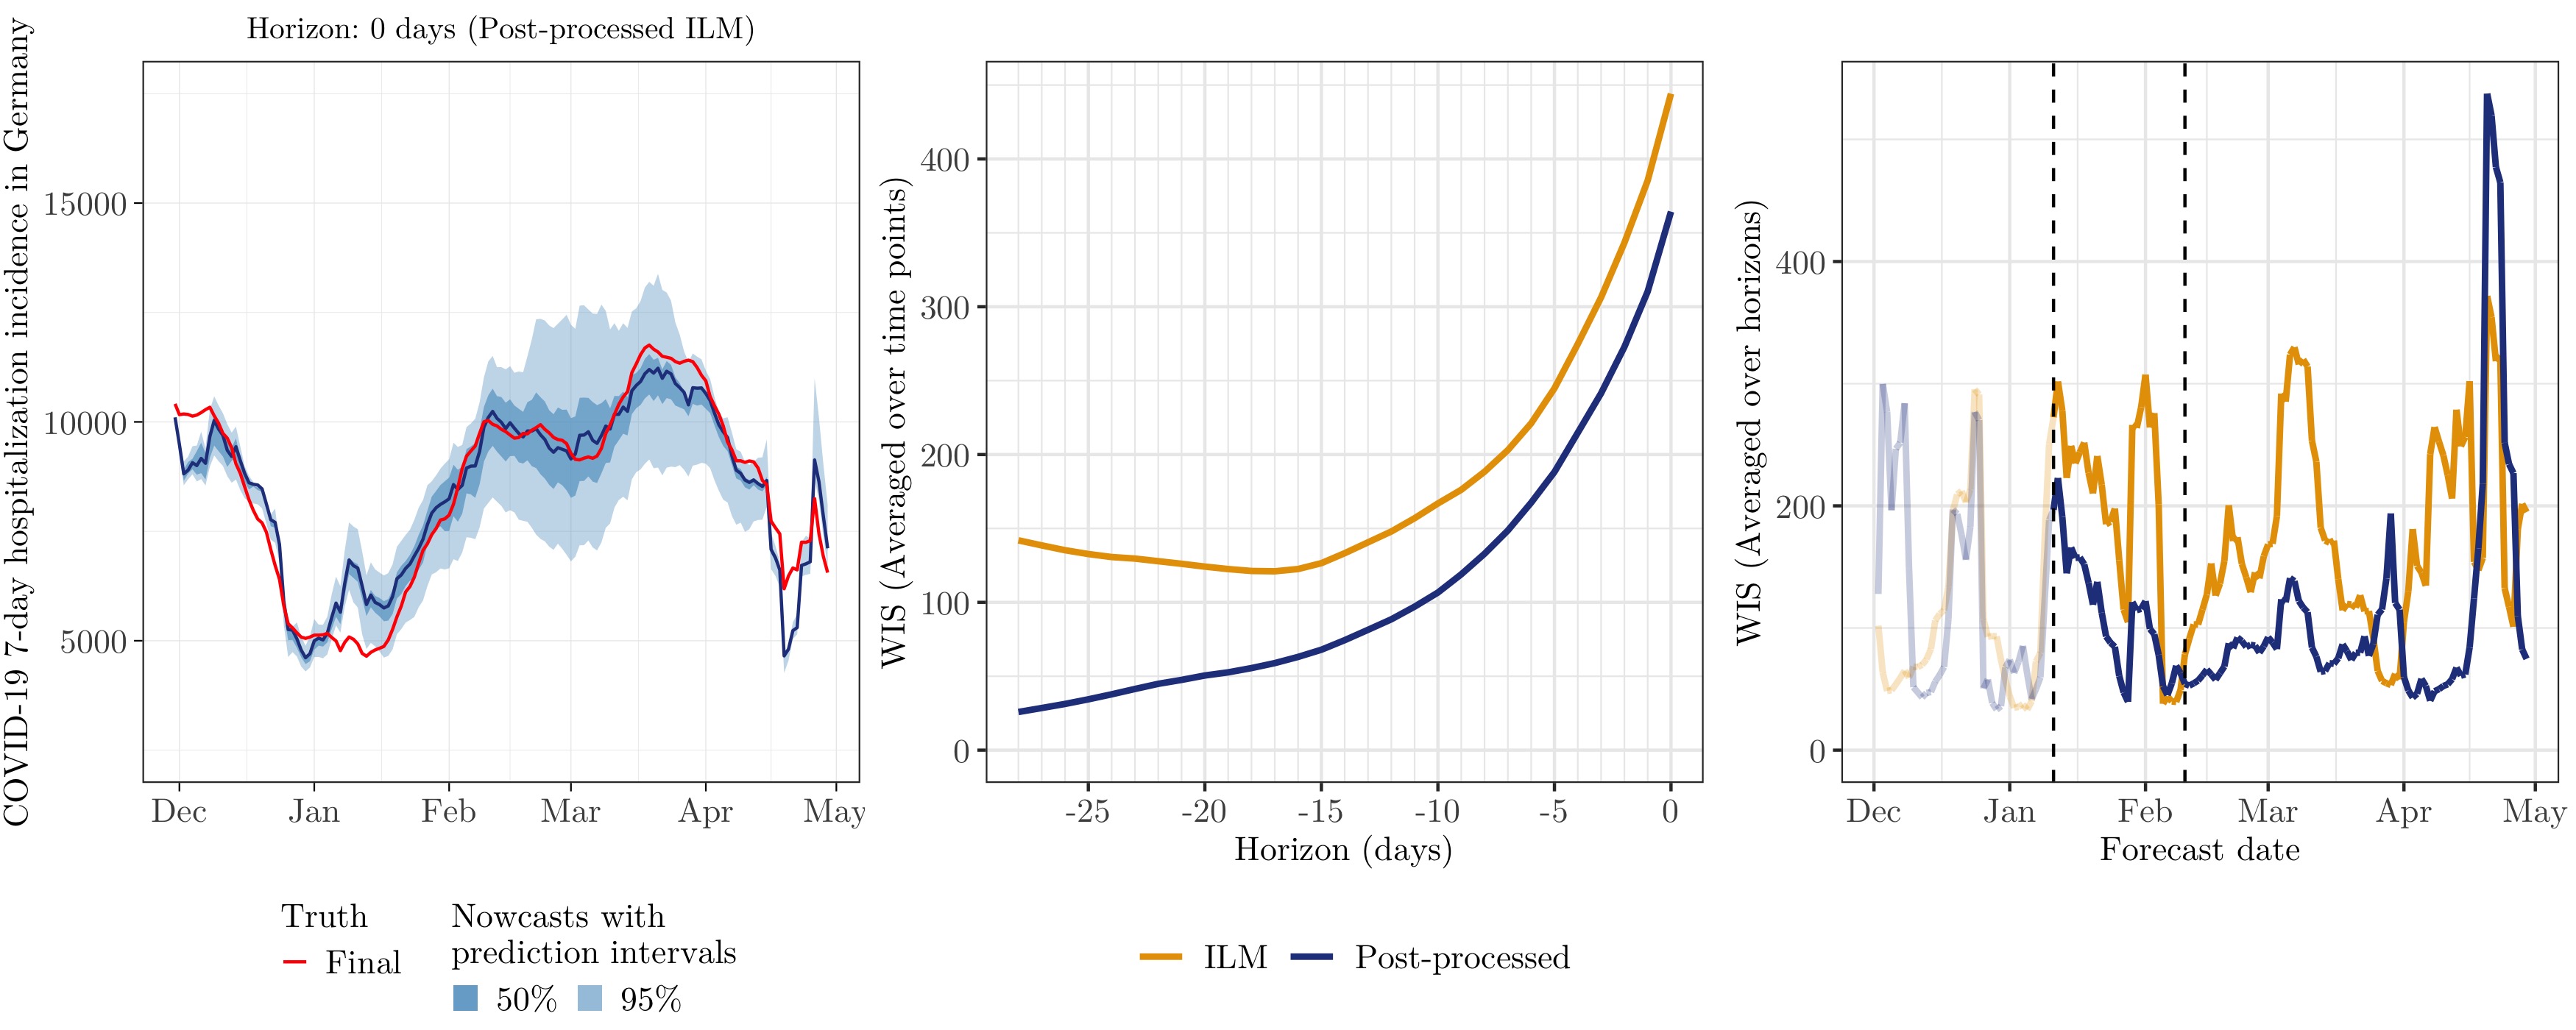 Horizon: 0 days (Post-processed ILM)
COVID-19 7-day hospitalization incidence in Germany
15000
10000
5000
Dec Jan Feb Mar Apr May
Truth
Final
Nowcasts with
prediction intervals
50% 95%
WIS (Averaged over time points)
400
300
200
100
0
-25 -20 -15 -10 -5 0
Horizon (days)
ILM Post-processed
WIS (Averaged over horizons)
400
200
0
Dec Jan Feb Mar Apr May
Forecast date